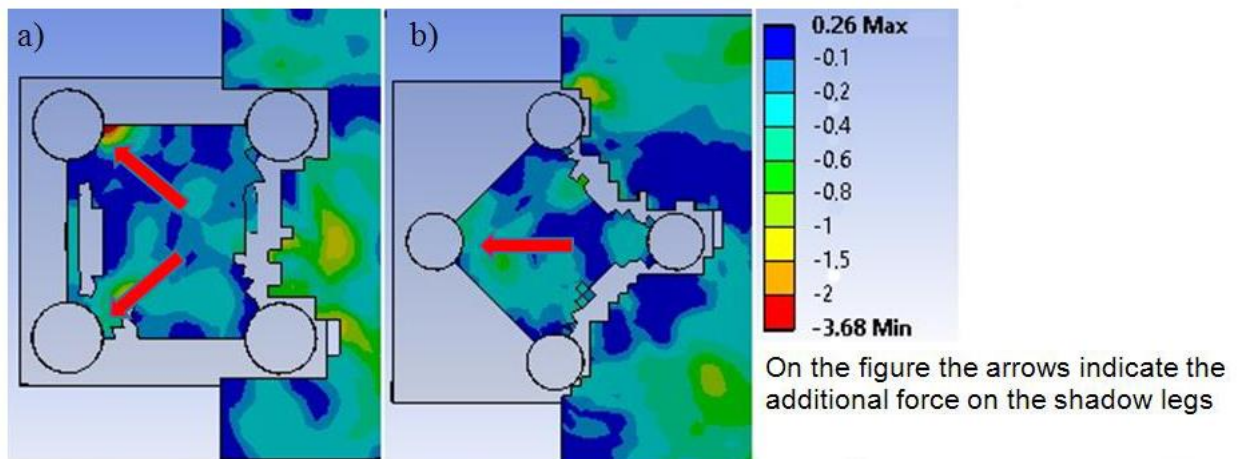 a)
b)
0.26 Max
-0.1
-0,2
-0.4
-0.6
-0.8
-1
-1.5
-2
-3.68 Min
On the figure the arrows indicate the
additional force on the shadow legs